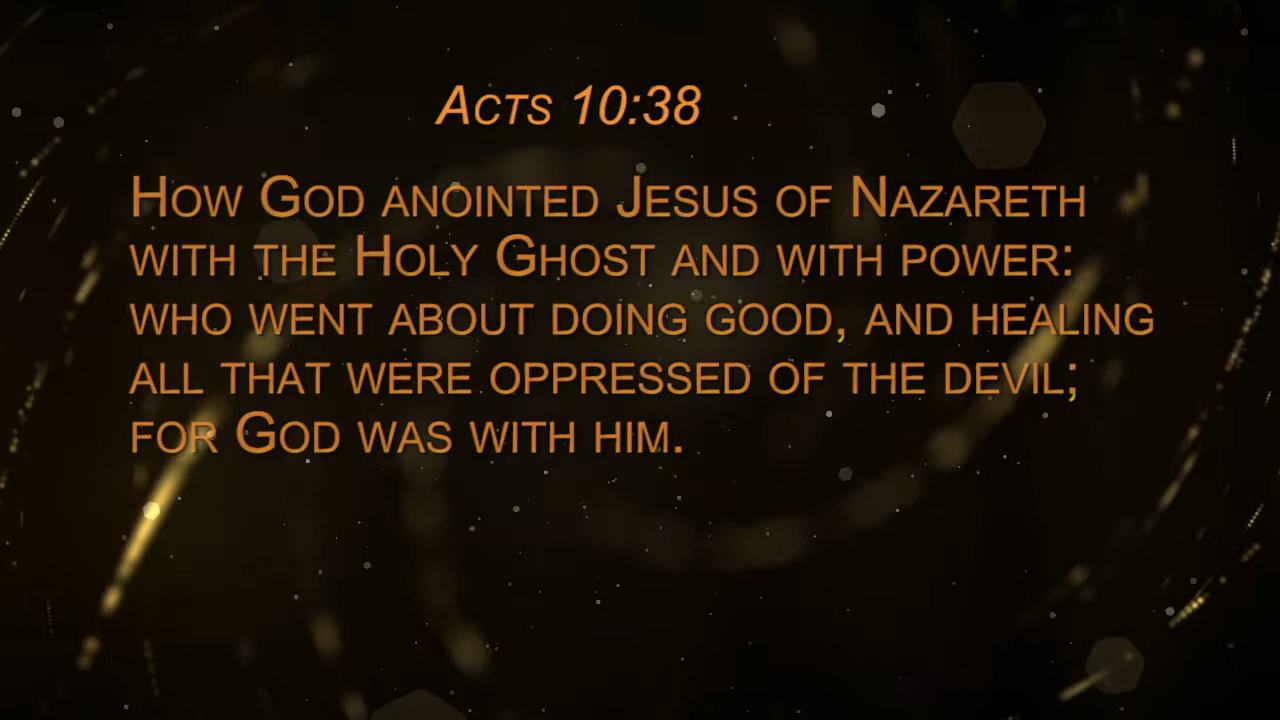 Acts 10:38
How God anointed Jesus of Nazareth
with the Holy Ghost and with power:
who went about doing good, and healing
all that were oppressed of the devil;
for God was with him.